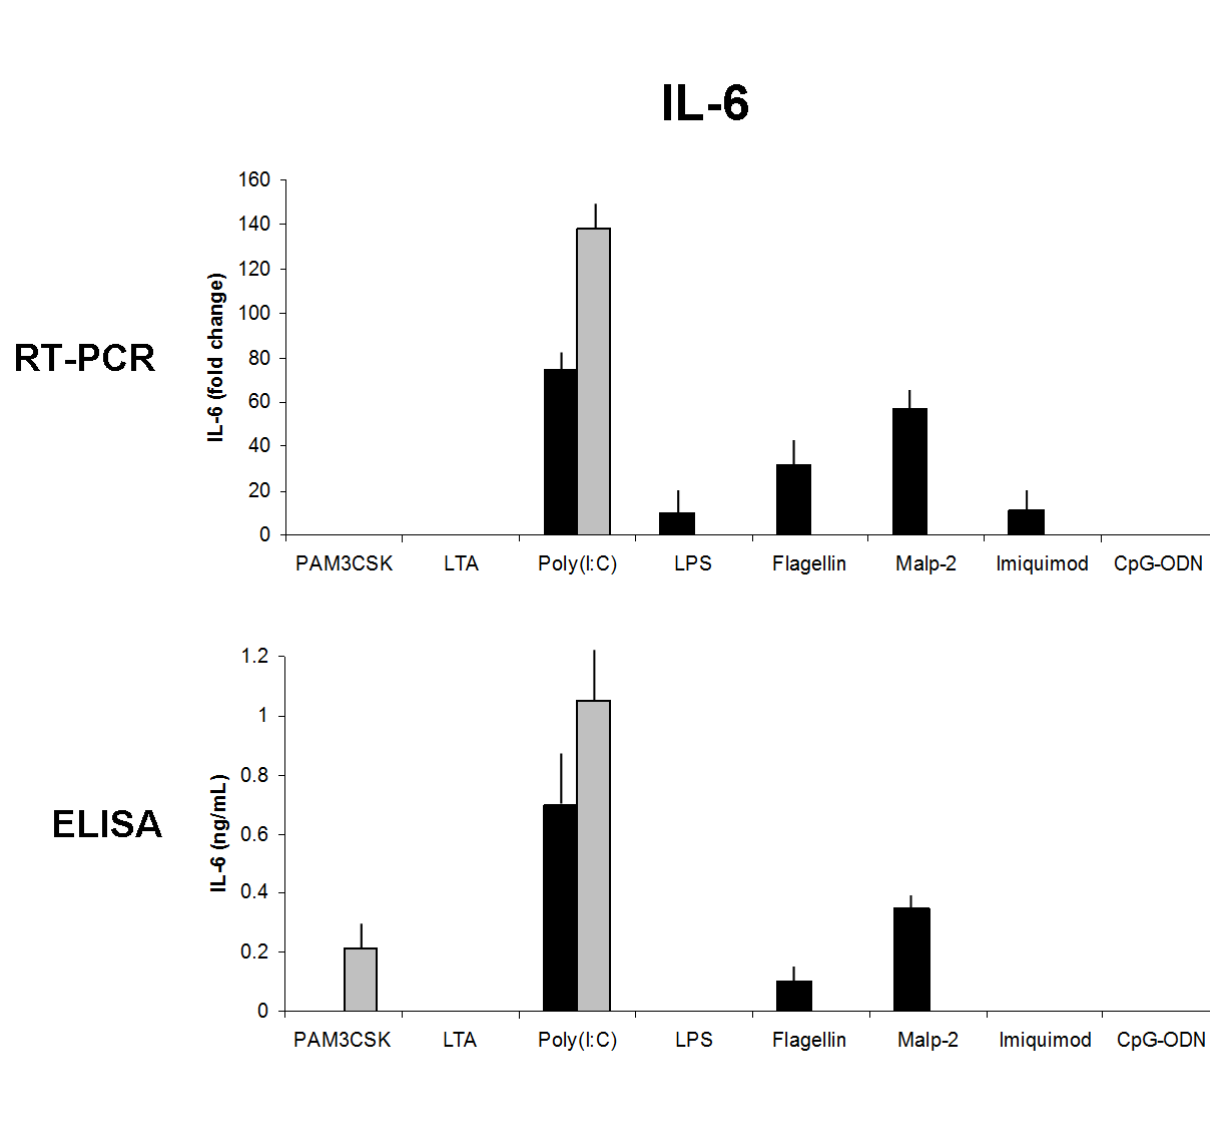 IL-6
RT-PCR
IL-6 (fold change)
160
140
120
100
80
60
40
20
0
PAM3CSK LTA Poly(I:C) LPS Flagellin Malp-2 Imiquimod CpG-ODN
ELISA
IL-6 (ng/mL)
1.2
1
0.8
0.6
0.4
0.2
0
PAM3CSK LTA Poly(I:C) LPS Flagellin Malp-2 Imiquimod CpG-ODN